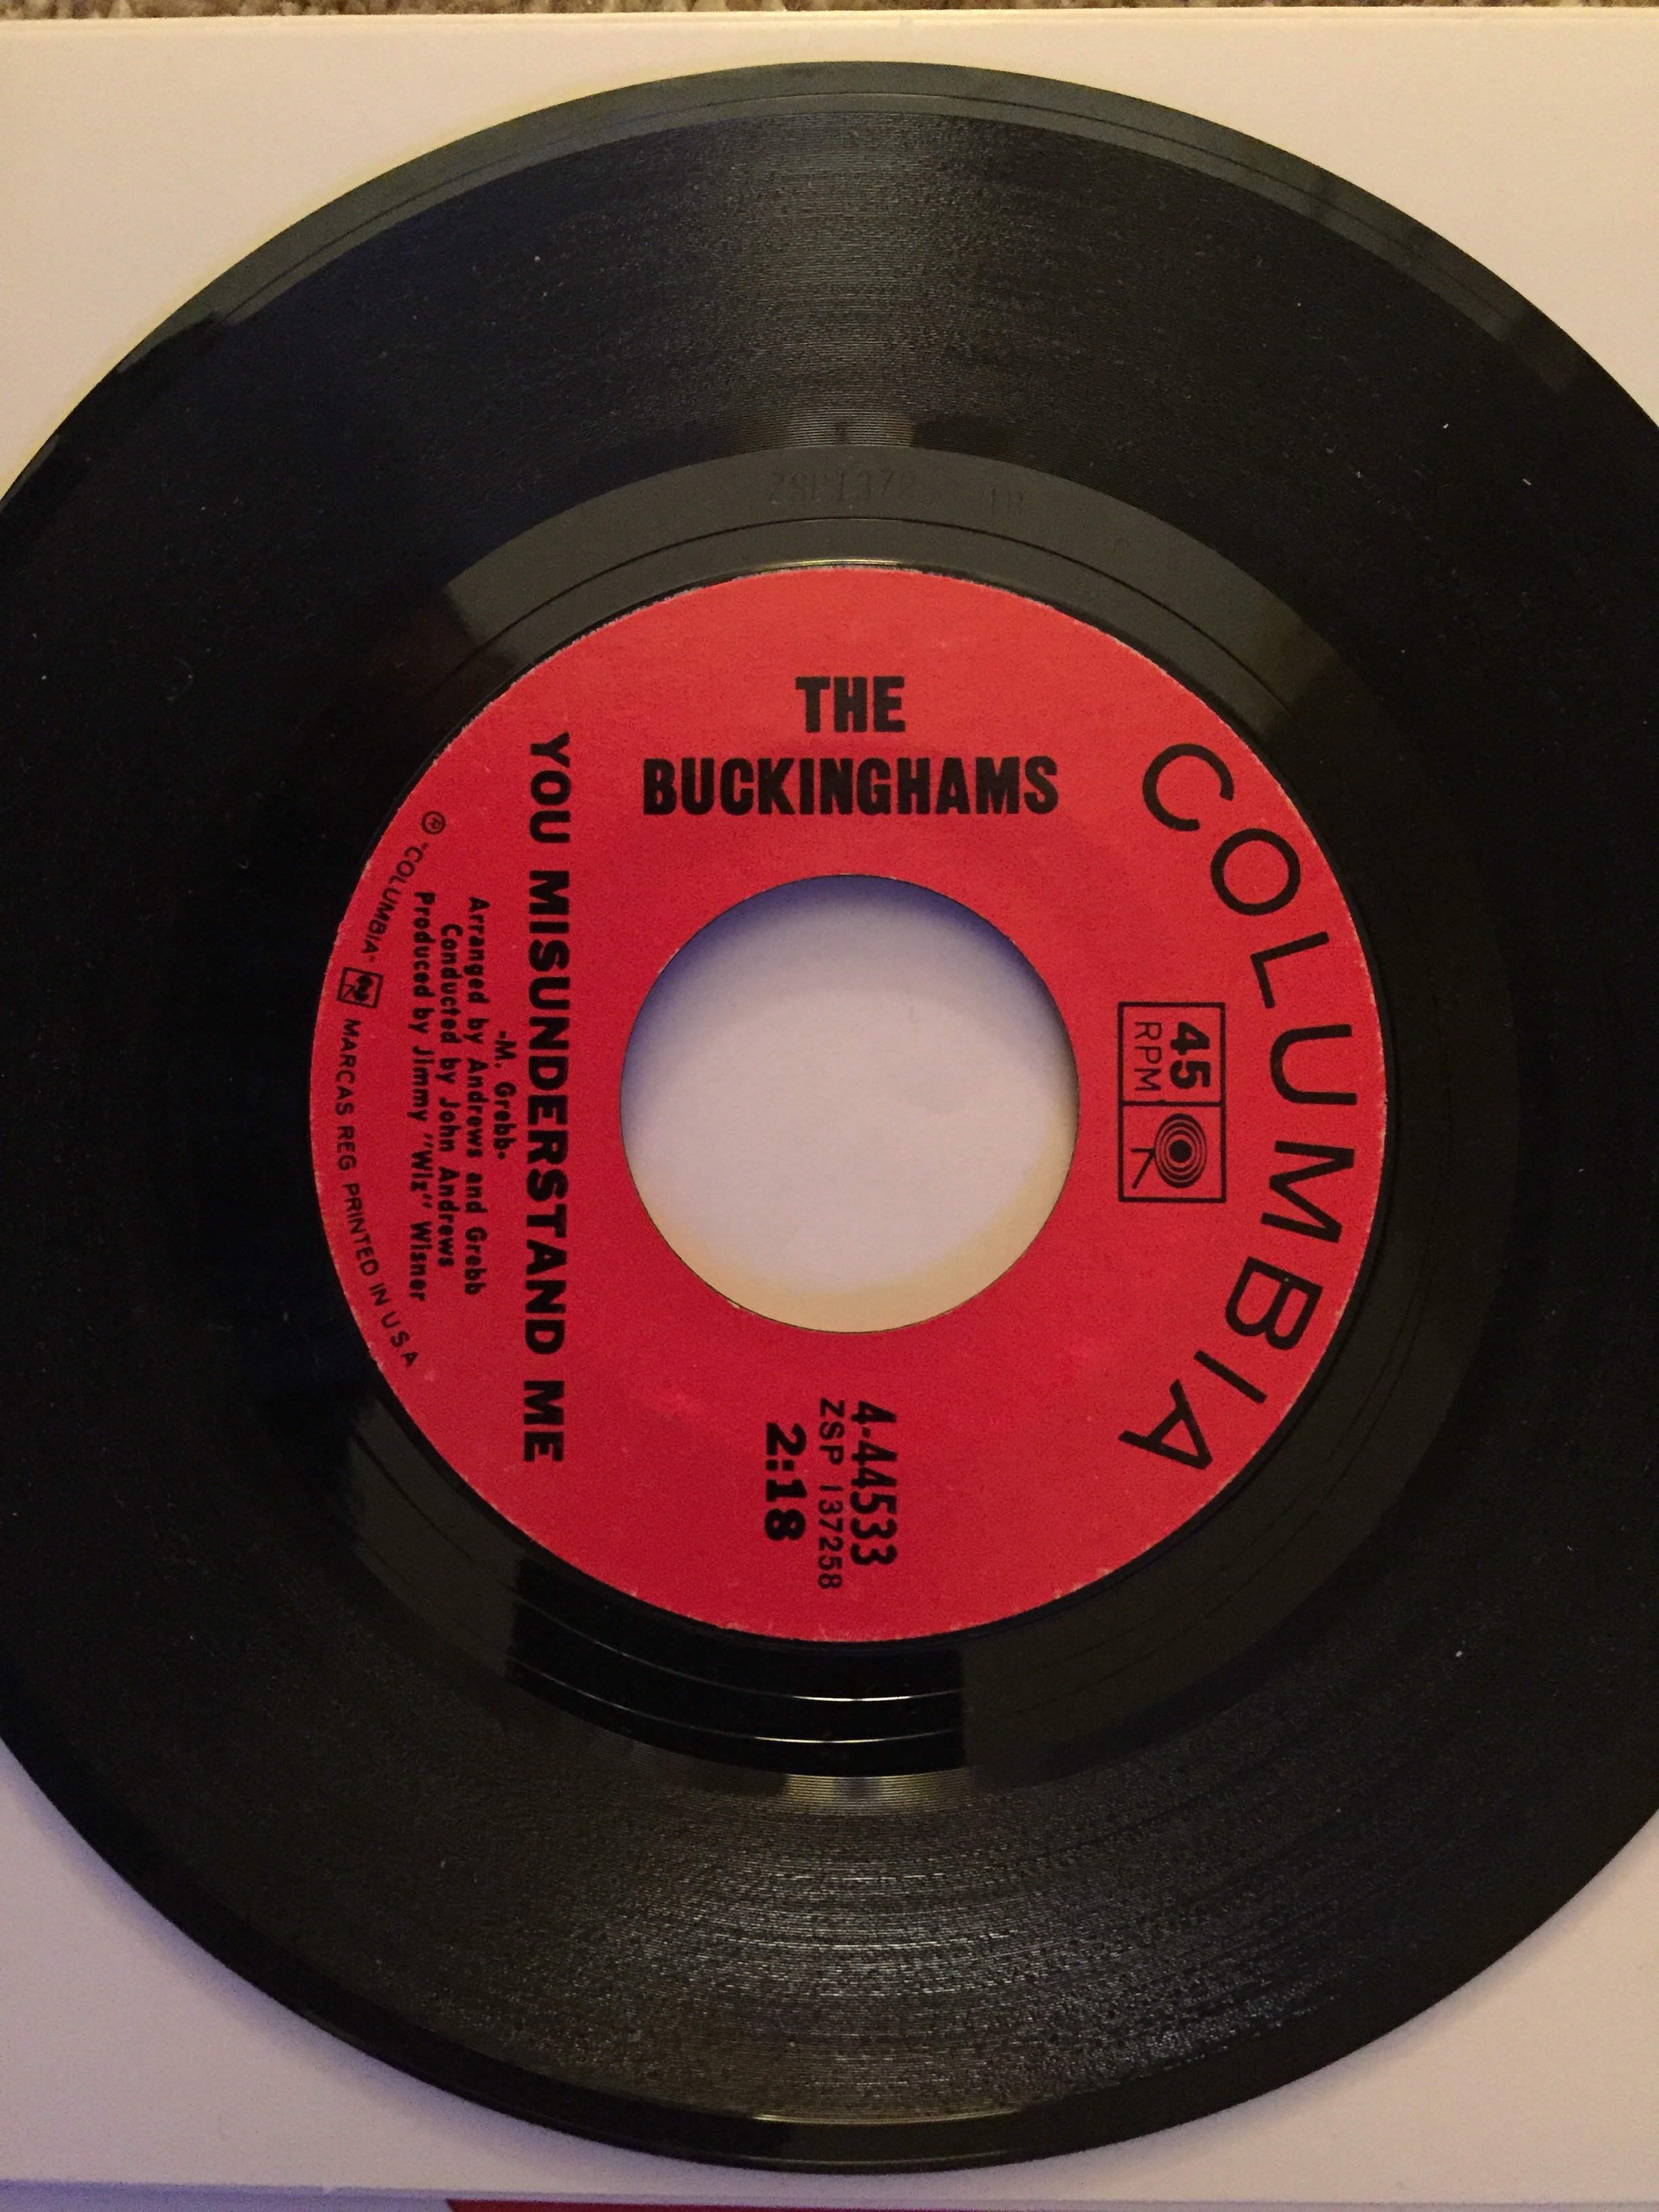 COLUMBIA
45
RPM
THE
BUCKINGHAMS
4-44533
ZSP 137258
2:18
YOU MISUNDERSTAND ME
-M. Grebb-
Arranged by Andrews and Grebb
Conducted by John Andrews
Produced by Jimmy "Wiz" Wisner
® "COLUMBIA" MARCAS REG. PRINTED IN U S A
ZSP1372